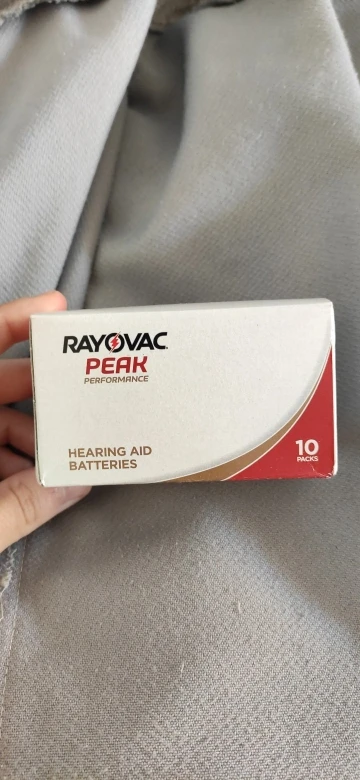 RAYOVAC
PEAK
PERFORMANCE
HEARING AID
BATTERIES
10
PACKS